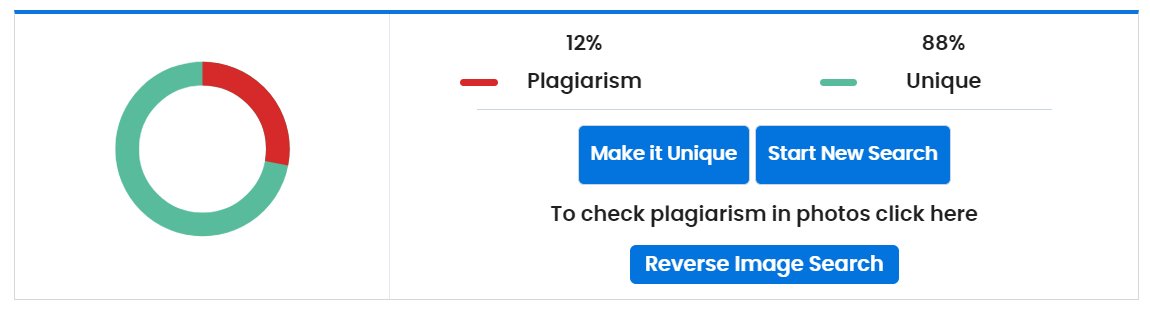 12% 88%
Plagiarism Unique
Make it Unique Start New Search
To check plagiarism in photos click here
Reverse Image Search